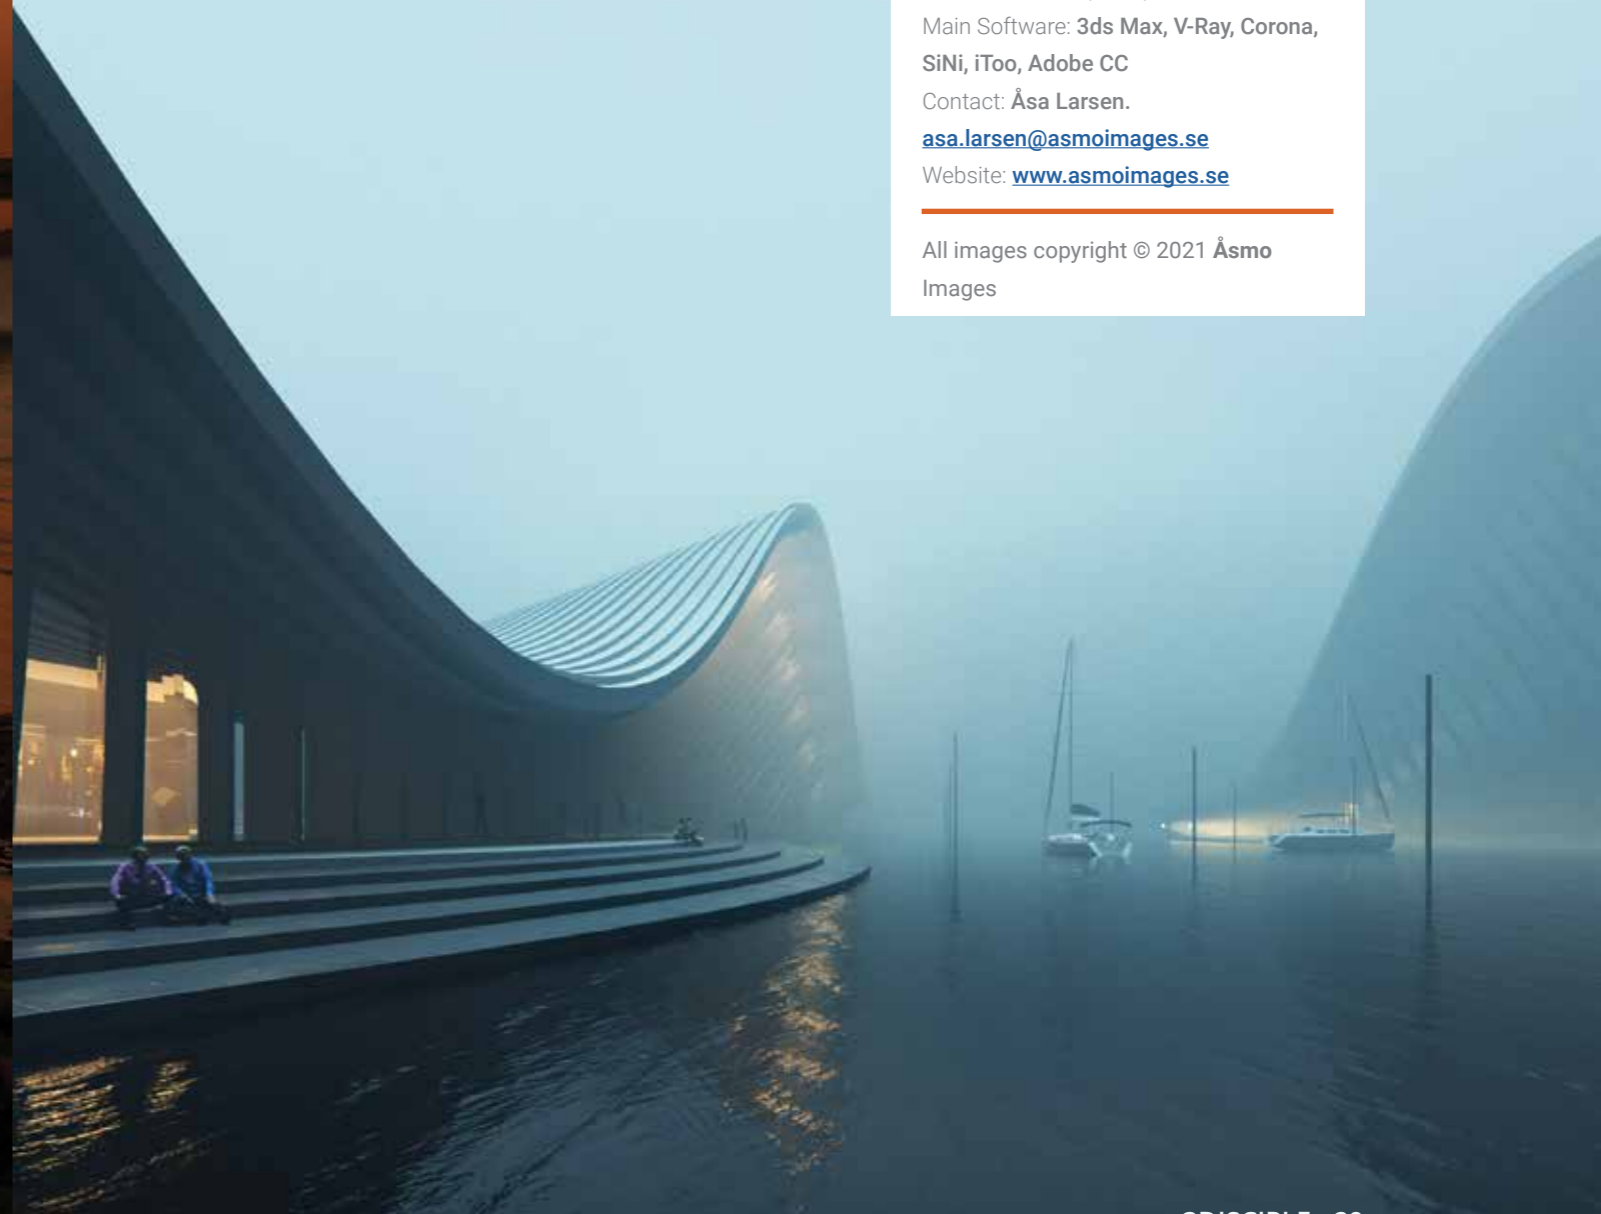 Main Software: 3ds Max, V-Ray, Corona,
SiNi, iToo, Adobe CC
Contact: Åsa Larsen.
asa.larsen@asmoimages.se
Website: www.asmoimages.se
All images copyright © 2021 Åsmo
Images